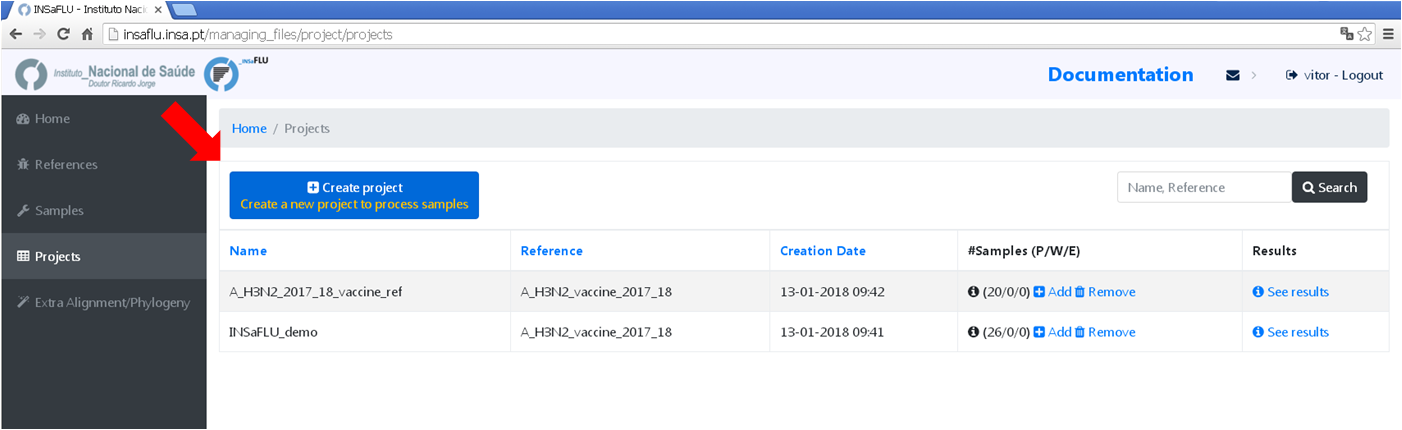 INSaFLU - Instituto Naci
insaflu.insa.pt/managing_files/project/projects
Instituto_Nacional de Saúde
Doutor Ricardo Jorge
_INSaFLU
Documentation
vitor - Logout
Home
References
Samples
Projects
Extra Alignment/Phylogeny
Home / Projects
Create project
Create a new project to process samples
Name, Reference
Search
Name Reference Creation Date #Samples (P/W/E) Results
A_H3N2_2017_18_vaccine_ref A_H3N2_vaccine_2017_18 13-01-2018 09:42 (20/0/0) Add Remove See results
INSaFLU_demo A_H3N2_vaccine_2017_18 13-01-2018 09:41 (26/0/0) Add Remove See results